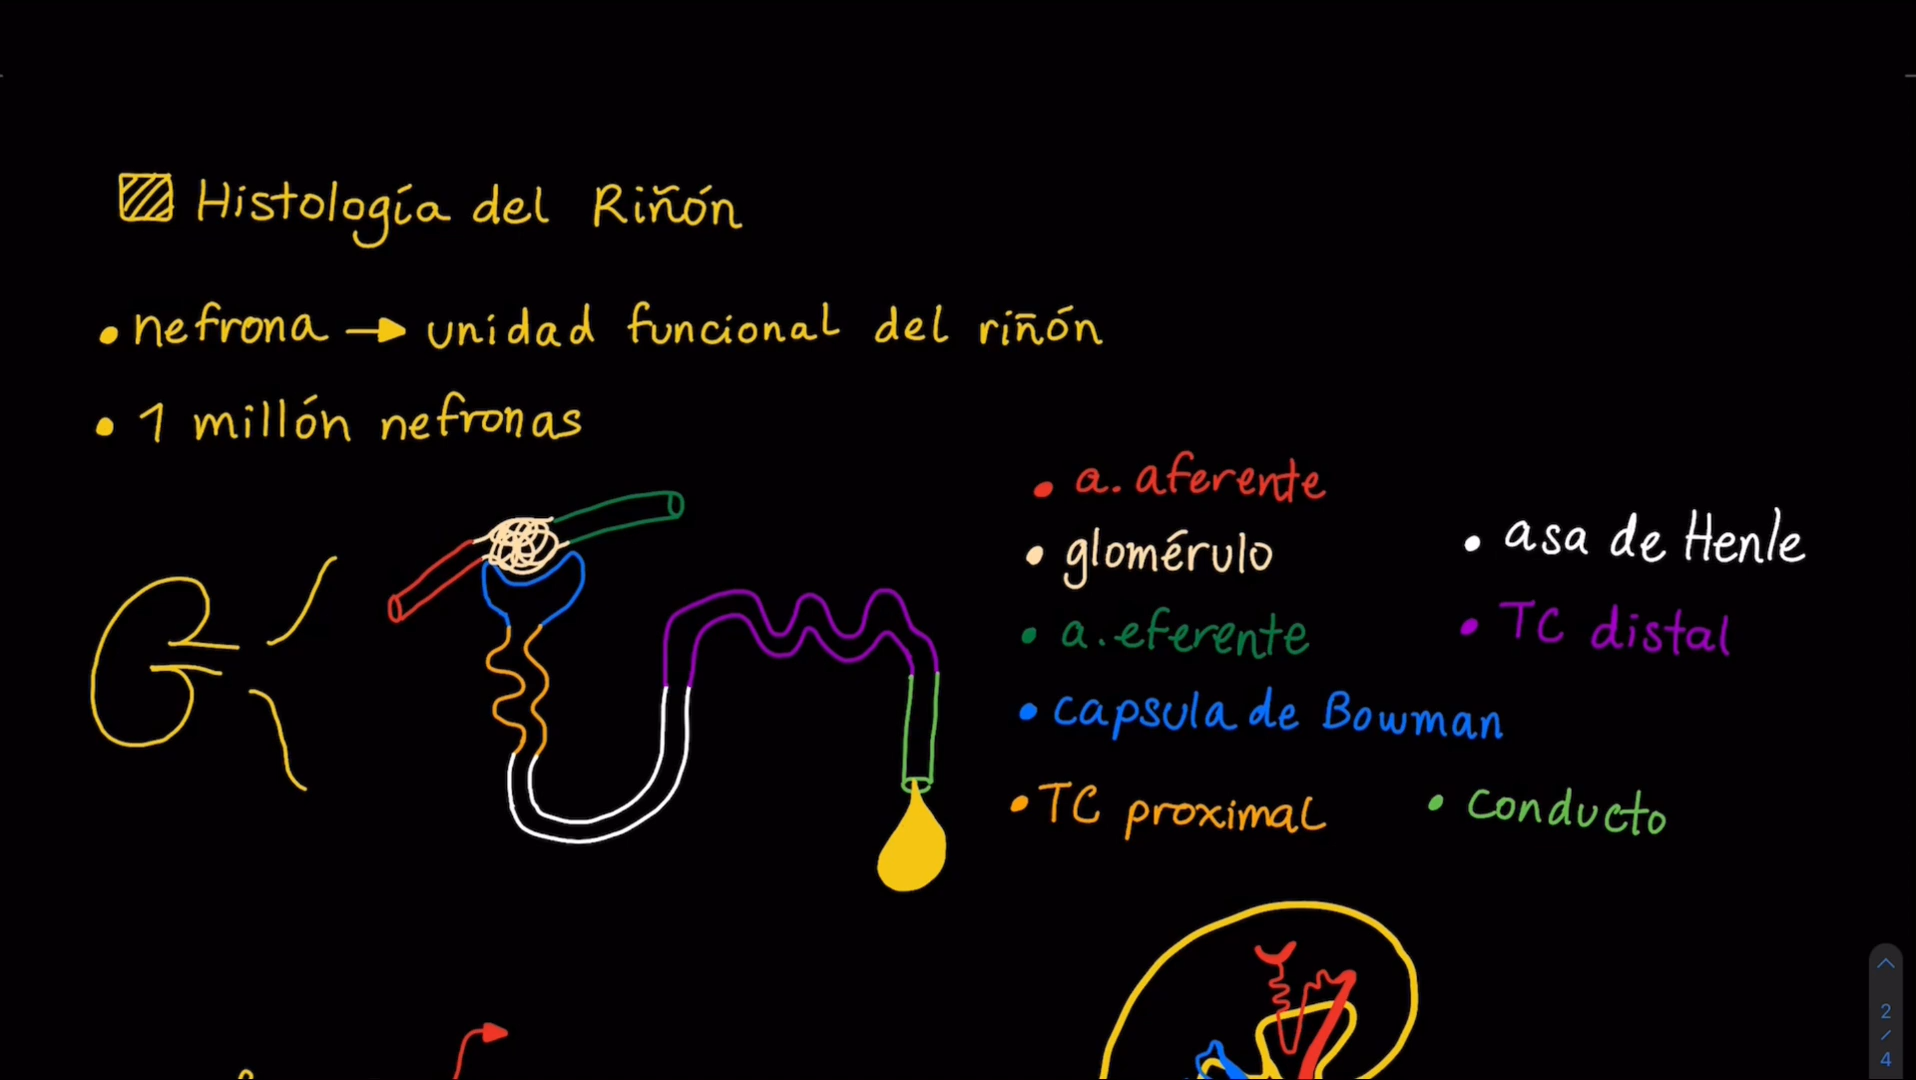 Histología del Riñón
• nefrona → unidad funcional del riñón
• 1 millón nefronas
• a. aferente
• glomérulo
• a. eferente
• capsula de Bowman
• TC proximal
• asa de Henle
• TC distal
• conducto
2
/
4